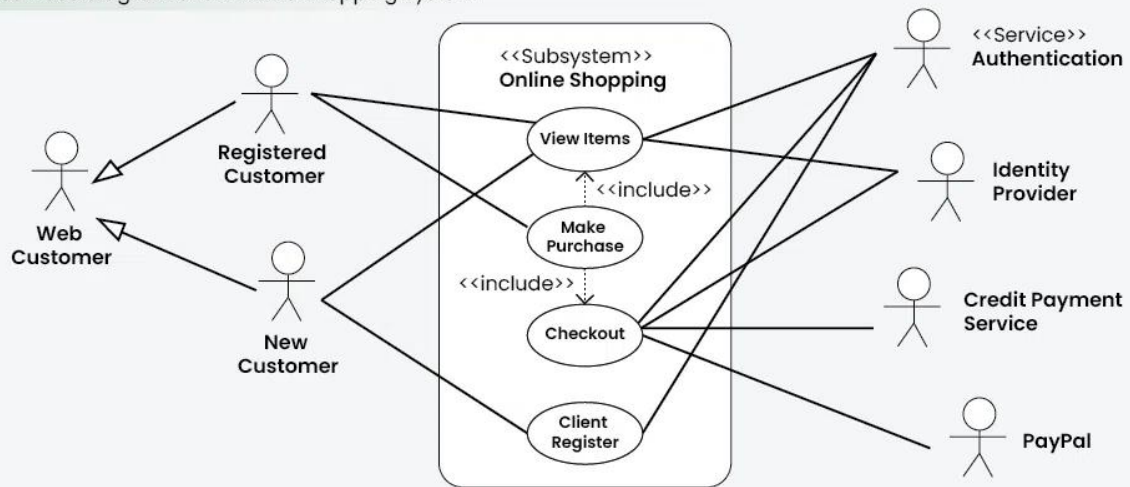 <<Subsystem>>
Online Shopping
<<Service>>
Authentication
Registered
Customer
View Items
<<include>>
Identity
Provider
Web
Customer
Make
Purchase
<<include>>
New
Customer
Checkout
Credit Payment
Service
Client
Register
PayPal